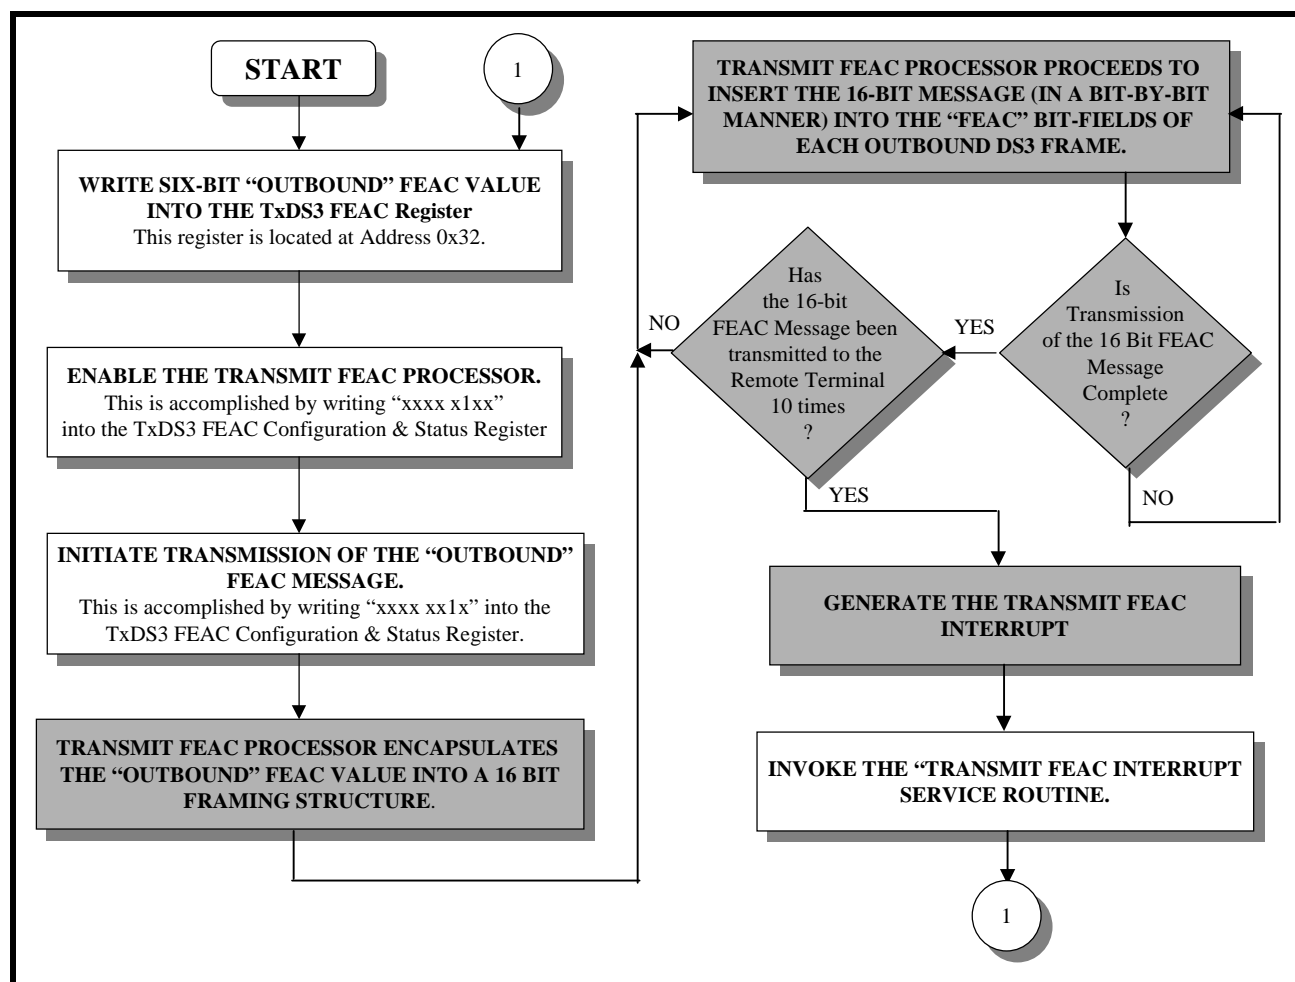 START
1
WRITE SIX-BIT “OUTBOUND” FEAC VALUE
INTO THE TxDS3 FEAC Register
This register is located at Address 0x32.
ENABLE THE TRANSMIT FEAC PROCESSOR.
This is accomplished by writing “xxxx x1xx”
into the TxDS3 FEAC Configuration & Status Register
INITIATE TRANSMISSION OF THE “OUTBOUND”
FEAC MESSAGE.
This is accomplished by writing “xxxx xx1x” into the
TxDS3 FEAC Configuration & Status Register.
TRANSMIT FEAC PROCESSOR ENCAPSULATES
THE “OUTBOUND” FEAC VALUE INTO A 16 BIT
FRAMING STRUCTURE.
TRANSMIT FEAC PROCESSOR PROCEEDS TO
INSERT THE 16-BIT MESSAGE (IN A BIT-BY-BIT
MANNER) INTO THE “FEAC” BIT-FIELDS OF
EACH OUTBOUND DS3 FRAME.
Is
Transmission
of the 16 Bit FEAC
Message
Complete
?
NO
YES
Has
the 16-bit
FEAC Message been
transmitted to the
Remote Terminal
10 times
?
NO
YES
GENERATE THE TRANSMIT FEAC
INTERRUPT
INVOKE THE “TRANSMIT FEAC INTERRUPT
SERVICE ROUTINE.
1